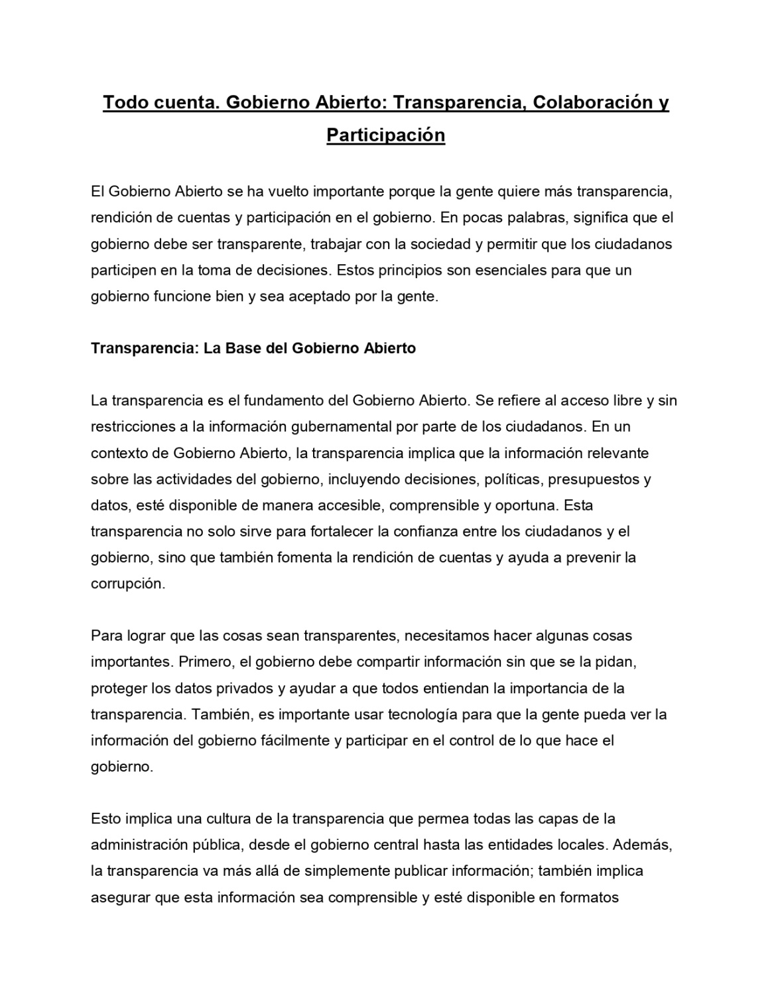 Todo cuenta. Gobierno Abierto: Transparencia, Colaboración y
Participación
El Gobierno Abierto se ha vuelto importante porque la gente quiere más transparencia,
rendición de cuentas y participación en el gobierno. En pocas palabras, significa que el
gobierno debe ser transparente, trabajar con la sociedad y permitir que los ciudadanos
participen en la toma de decisiones. Estos principios son esenciales para que un
gobierno funcione bien y sea aceptado por la gente.
Transparencia: La Base del Gobierno Abierto
La transparencia es el fundamento del Gobierno Abierto. Se refiere al acceso libre y sin
restricciones a la información gubernamental por parte de los ciudadanos. En un
contexto de Gobierno Abierto, la transparencia implica que la información relevante
sobre las actividades del gobierno, incluyendo decisiones, políticas, presupuestos y
datos, esté disponible de manera accesible, comprensible y oportuna. Esta
transparencia no solo sirve para fortalecer la confianza entre los ciudadanos y el
gobierno, sino que también fomenta la rendición de cuentas y ayuda a prevenir la
corrupción.
Para lograr que las cosas sean transparentes, necesitamos hacer algunas cosas
importantes. Primero, el gobierno debe compartir información sin que se la pidan,
proteger los datos privados y ayudar a que todos entiendan la importancia de la
transparencia. También, es importante usar tecnología para que la gente pueda ver la
información del gobierno fácilmente y participar en el control de lo que hace el
gobierno.
Esto implica una cultura de la transparencia que permea todas las capas de la
administración pública, desde el gobierno central hasta las entidades locales. Además,
la transparencia va más allá de simplemente publicar información; también implica
asegurar que esta información sea comprensible y esté disponible en formatos